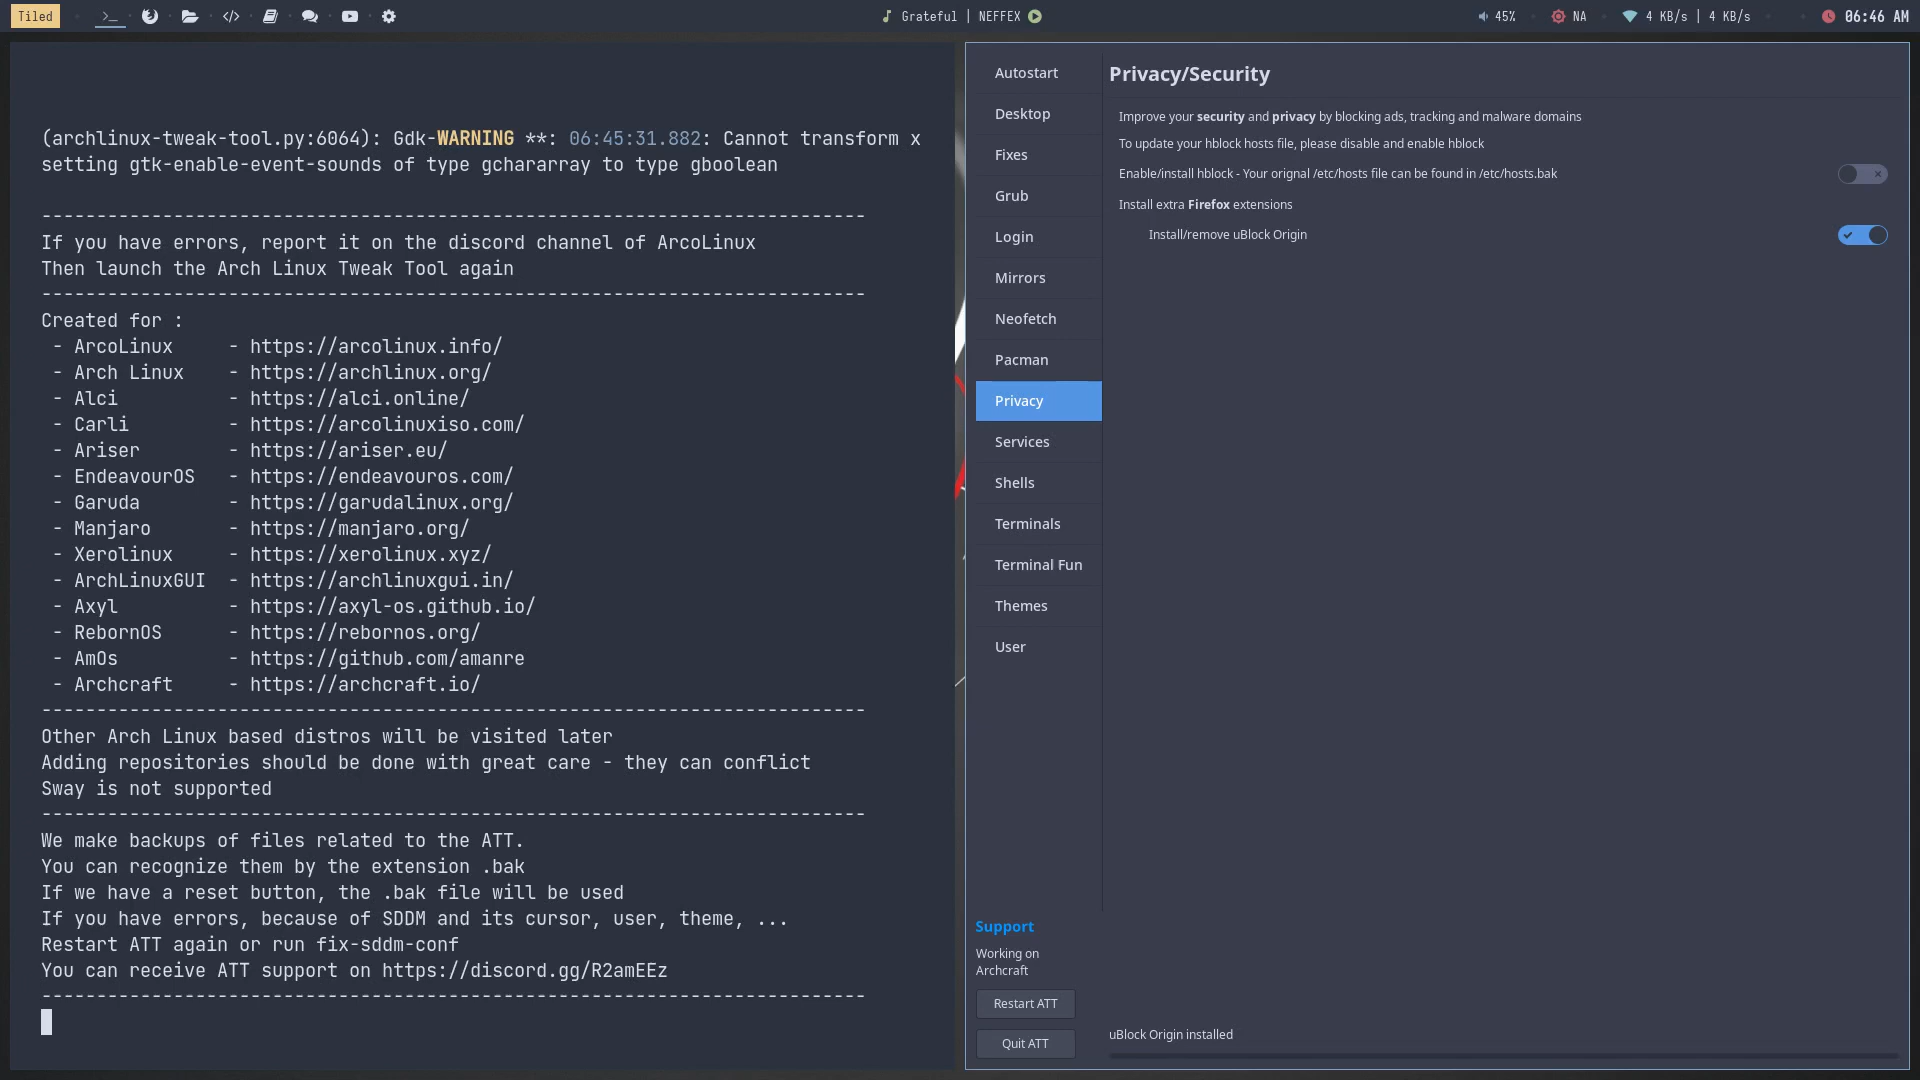 Tiled
Grateful | NEFFEX
45%
NA
4 KB/s | 4 KB/s
06:46 AM
(archlinux-tweak-tool.py:6064): Gdk-WARNING **: 06:45:31.882: Cannot transform x
setting gtk-enable-event-sounds of type gchararray to type gboolean
---------------------------------------------------------------------------
If you have errors, report it on the discord channel of ArcoLinux
Then launch the Arch Linux Tweak Tool again
---------------------------------------------------------------------------
Created for :
- ArcoLinux - https://arcolinux.info/
- Arch Linux - https://archlinux.org/
- Alci - https://alci.online/
- Carli - https://arcolinuxiso.com/
- Ariser - https://ariser.eu/
- EndeavourOS - https://endeavouros.com/
- Garuda - https://garudalinux.org/
- Manjaro - https://manjaro.org/
- Xerolinux - https://xerolinux.xyz/
- ArchLinuxGUI - https://archlinuxgui.in/
- Axyl - https://axyl-os.github.io/
- RebornOS - https://rebornos.org/
- AmOs - https://github.com/amanre
- Archcraft - https://archcraft.io/
---------------------------------------------------------------------------
Other Arch Linux based distros will be visited later
Adding repositories should be done with great care - they can conflict
Sway is not supported
---------------------------------------------------------------------------
We make backups of files related to the ATT.
You can recognize them by the extension .bak
If we have a reset button, the .bak file will be used
If you have errors, because of SDDM and its cursor, user, theme, ...
Restart ATT again or run fix-sddm-conf
You can receive ATT support on https://discord.gg/R2amEEz
---------------------------------------------------------------------------
Autostart
Desktop
Fixes
Grub
Login
Mirrors
Neofetch
Pacman
Privacy
Services
Shells
Terminals
Terminal Fun
Themes
User
Support
Working on
Archcraft
Restart ATT
Quit ATT
Privacy/Security
Improve your security and privacy by blocking ads, tracking and malware domains
To update your hblock hosts file, please disable and enable hblock
Enable/install hblock - Your orignal /etc/hosts file can be found in /etc/hosts.bak
Install extra Firefox extensions
Install/remove uBlock Origin
uBlock Origin installed